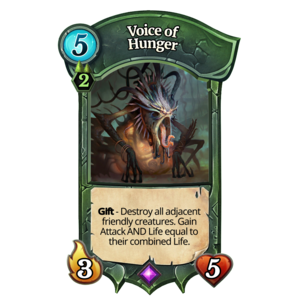 5
Voice of
Hunger
2
Gift - Destroy all adjacent
friendly creatures. Gain
Attack AND Life equal to
their combined Life.
3
5